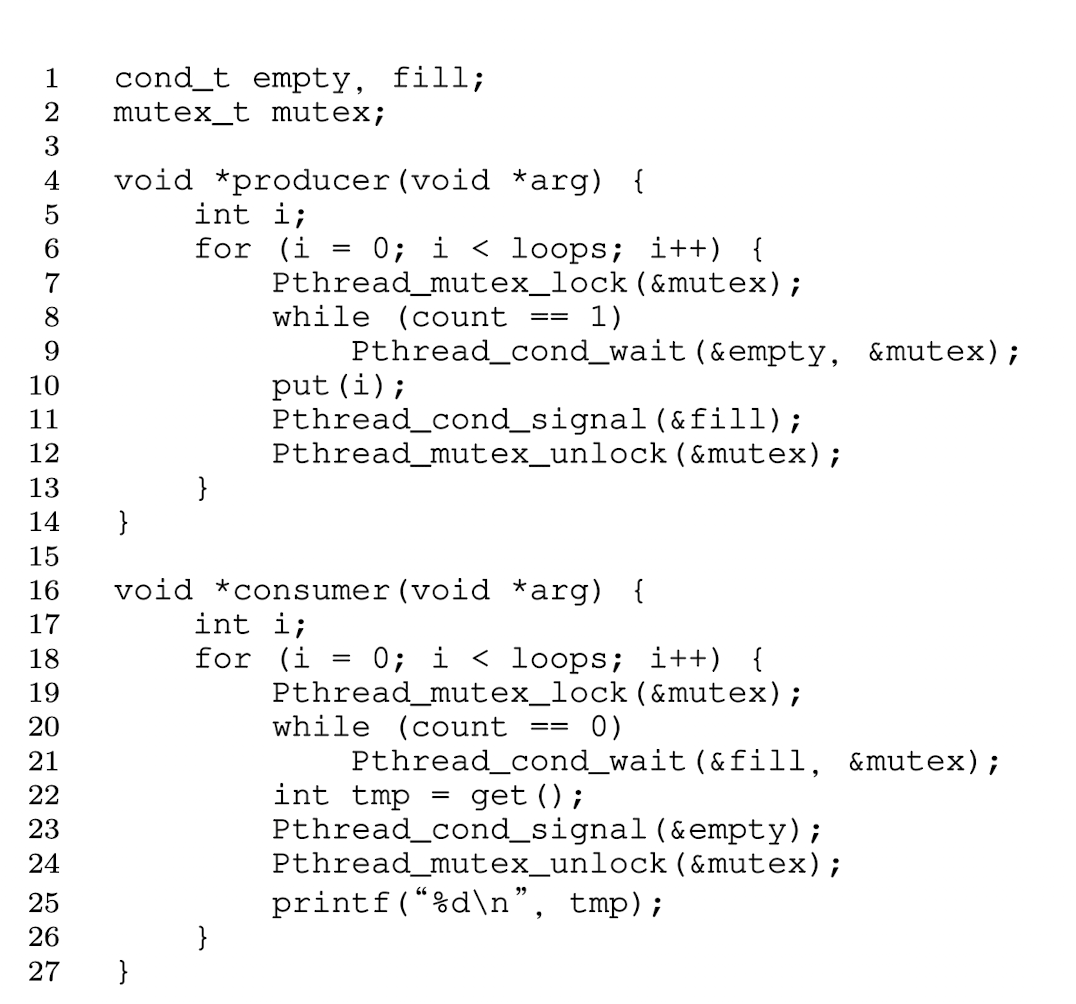 1 cond_t empty, fill;
2 mutex_t mutex;
3
4 void *producer(void *arg) {
5 int i;
6 for (i = 0; i < loops; i++) {
7 Pthread_mutex_lock(&mutex);
8 while (count == 1)
9 Pthread_cond_wait(&empty, &mutex);
10 put(i);
11 Pthread_cond_signal(&fill);
12 Pthread_mutex_unlock(&mutex);
13 }
14 }
15
16 void *consumer(void *arg) {
17 int i;
18 for (i = 0; i < loops; i++) {
19 Pthread_mutex_lock(&mutex);
20 while (count == 0)
21 Pthread_cond_wait(&fill, &mutex);
22 int tmp = get();
23 Pthread_cond_signal(&empty);
24 Pthread_mutex_unlock(&mutex);
25 printf(“%d\n”, tmp);
26 }
27 }